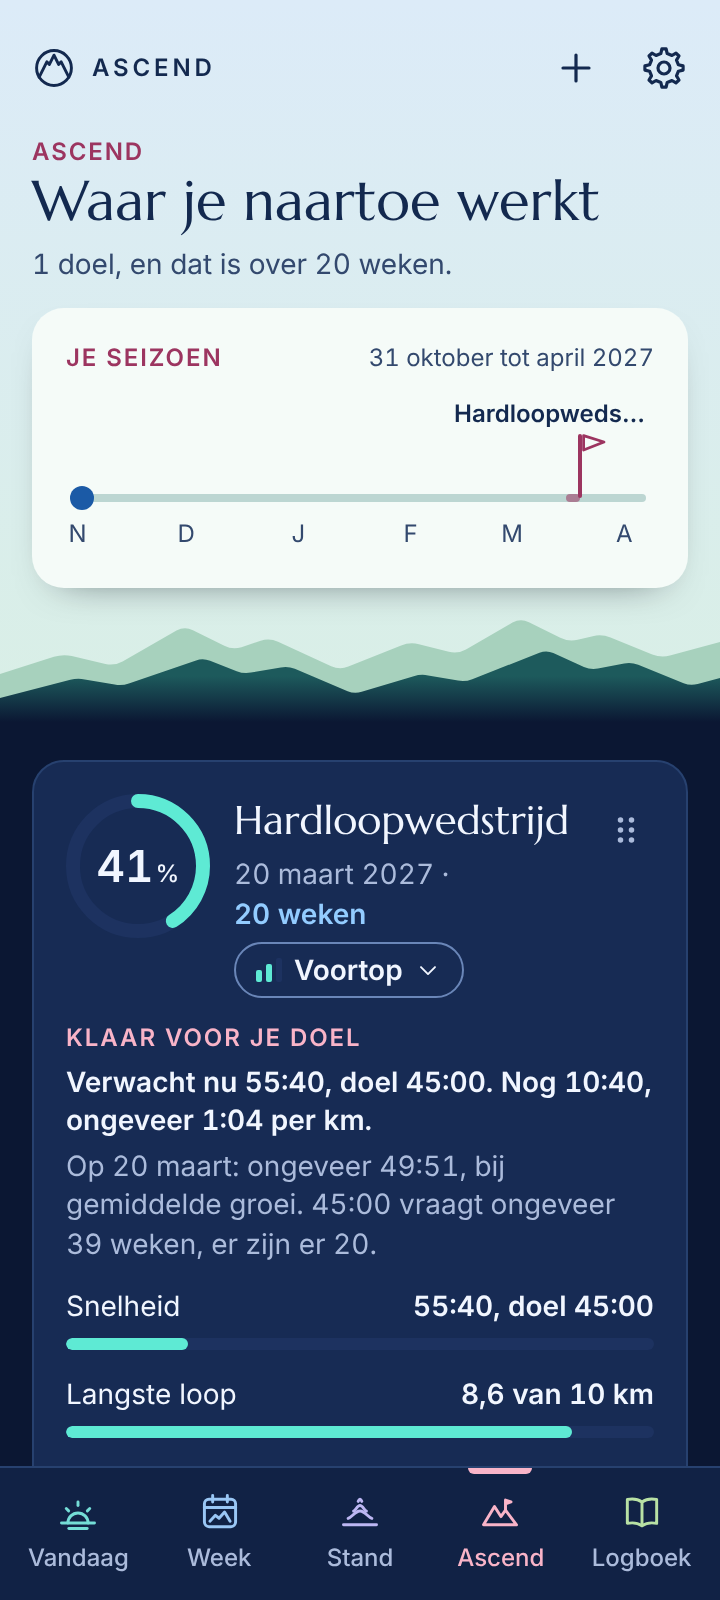 ASCEND
ASCEND
Waar je naartoe werkt
1 doel, en dat is over 20 weken.
JE SEIZOEN
31 oktober tot april 2027
Hardloopweds...
N D J F M A
41%
Hardloopwedstrijd
20 maart 2027 ·
20 weken
Voortop
KLAAR VOOR JE DOEL
Verwacht nu 55:40, doel 45:00. Nog 10:40,
ongeveer 1:04 per km.
Op 20 maart: ongeveer 49:51, bij
gemiddelde groei. 45:00 vraagt ongeveer
39 weken, er zijn er 20.
Snelheid
55:40, doel 45:00
Langste loop
8,6 van 10 km
Vandaag
Week
Stand
Ascend
Logboek